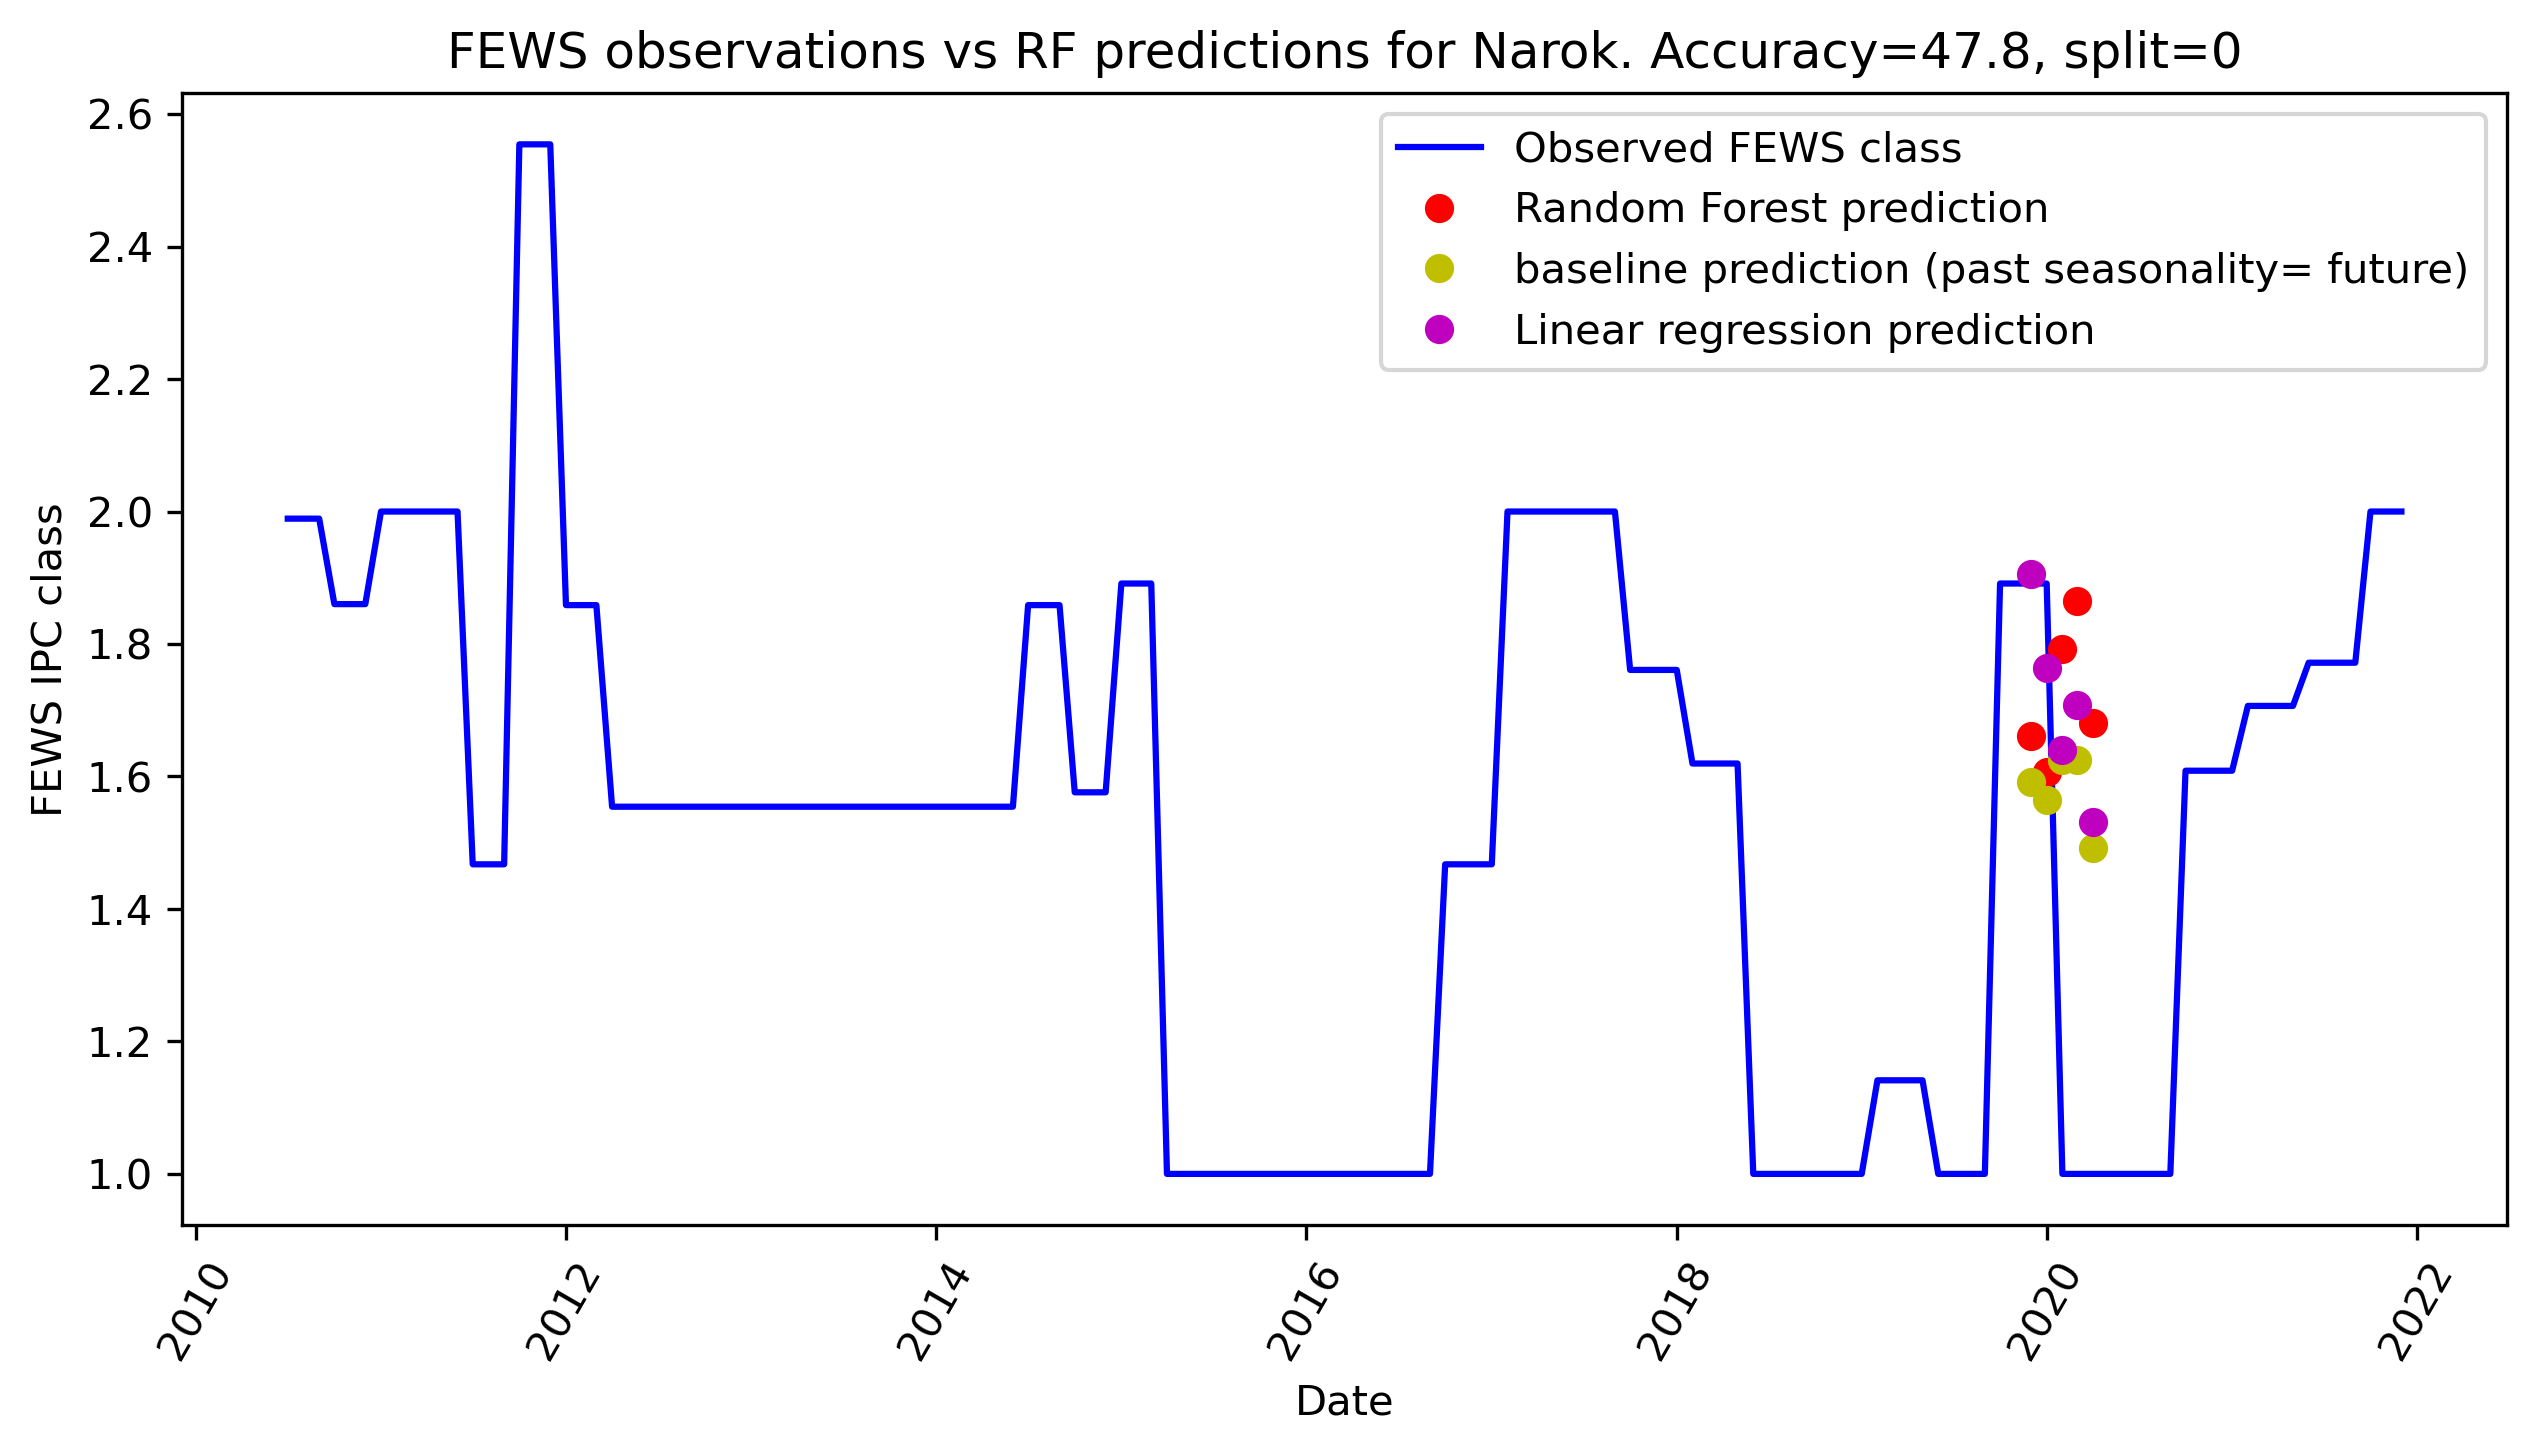 FEWS observations vs RF predictions for Narok. Accuracy=47.8, split=0
Observed FEWS class
Random Forest prediction
baseline prediction (past seasonality= future)
Linear regression prediction
FEWS IPC class
2.6
2.4
2.2
2.0
1.8
1.6
1.4
1.2
1.0
2010
2012
2014
2016
2018
2020
2022
Date